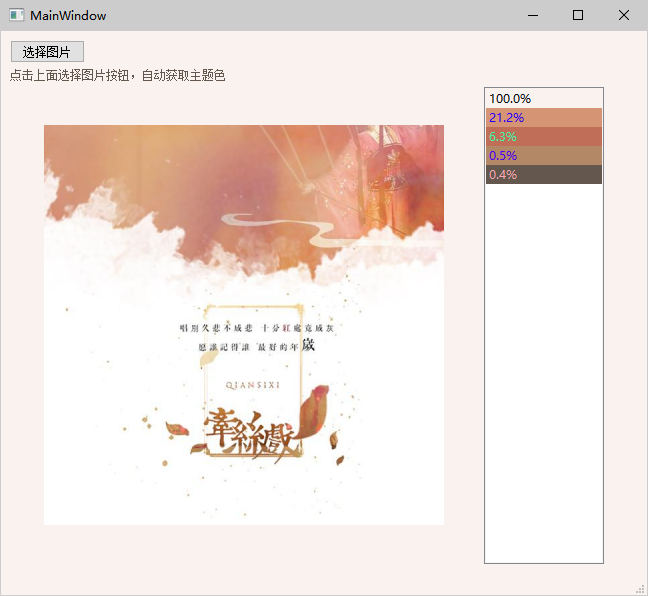 MainWindow
选择图片
点击上面选择图片按钮，自动获取主题色
100.0%
21.2%
6.3%
0.5%
0.4%
唱別久悲不成悲 十分紅處竟成灰
愿誰記得誰 最好的年歲
QIANSIXI
牽絲戲